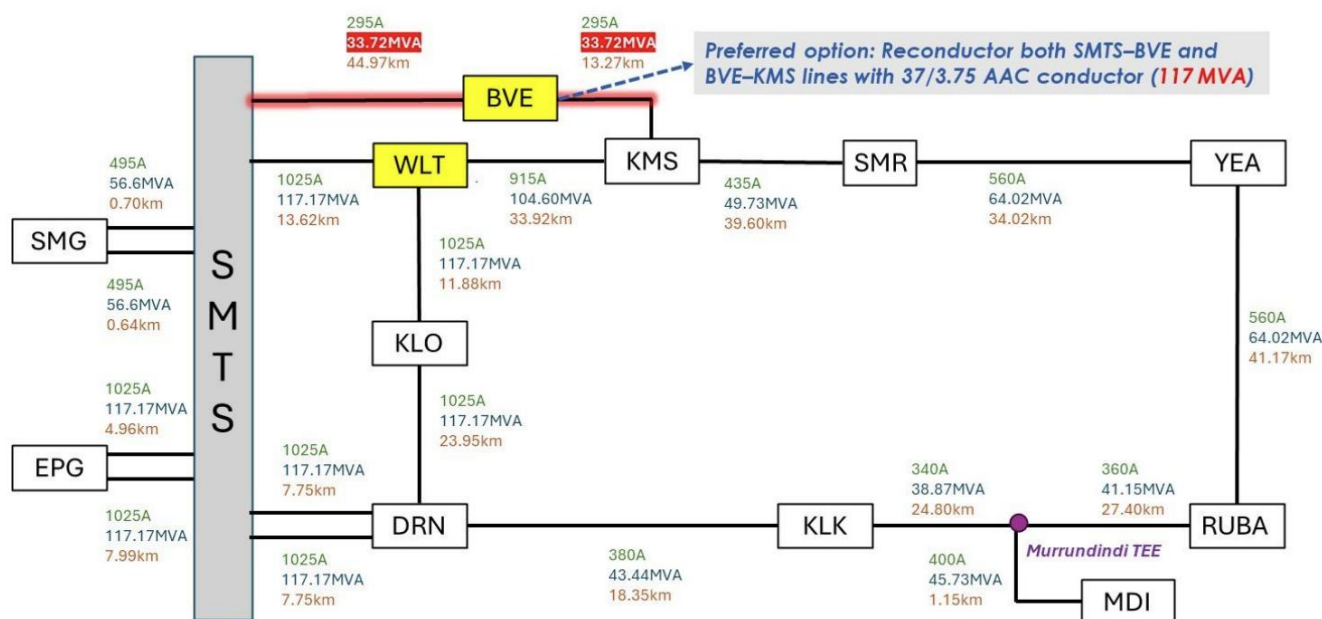 295A
33.72MVA
44.97km
295A
33.72MVA
13.27km
Preferred option: Reconductor both SMTS–BVE and
BVE–KMS lines with 37/3.75 AAC conductor (117 MVA)
BVE
WLT
KMS
SMR
YEA
495A
56.6MVA
0.70km
1025A
117.17MVA
13.62km
915A
104.60MVA
33.92km
435A
49.73MVA
39.60km
560A
64.02MVA
34.02km
SMG
S
M
T
S
1025A
117.17MVA
11.88km
495A
56.6MVA
0.64km
KLO
560A
64.02MVA
41.17km
1025A
117.17MVA
4.96km
1025A
117.17MVA
23.95km
EPG
1025A
117.17MVA
7.75km
340A
38.87MVA
24.80km
360A
41.15MVA
27.40km
1025A
117.17MVA
7.99km
DRN
KLK
RUBA
Murrundindi TEE
1025A
117.17MVA
7.75km
380A
43.44MVA
18.35km
400A
45.73MVA
1.15km
MDI